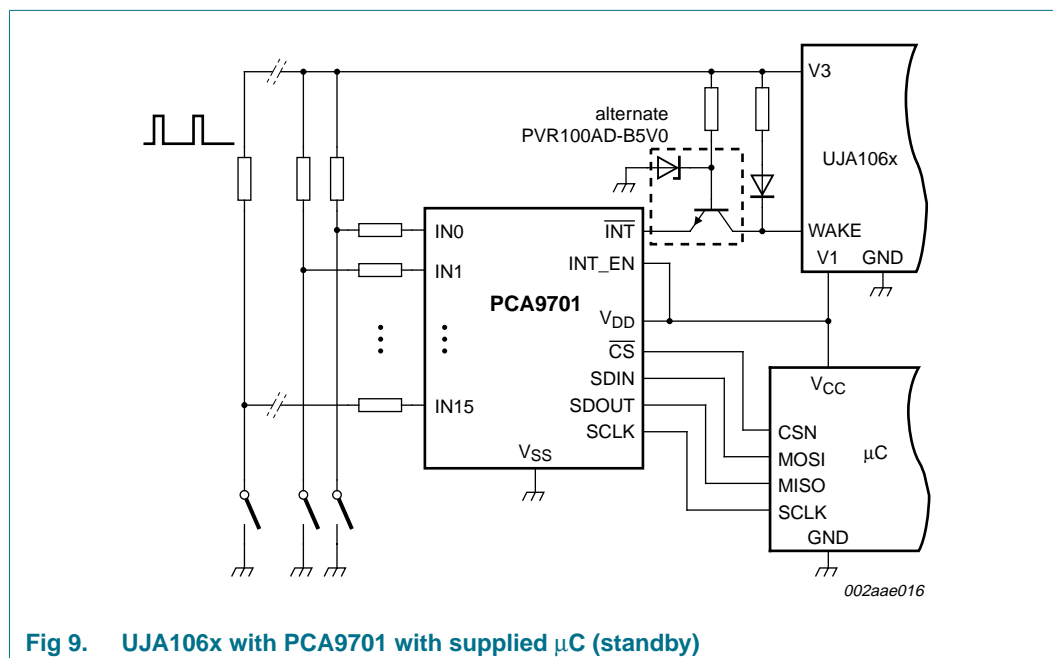 V3
alternate
PVR100AD-B5V0
UJA106x
IN0
INT
WAKE
V1
GND
IN1
INT_EN
PCA9701
VDD
CS
VCC
SDIN
IN15
SDOUT
CSN
SCLK
VSS
MOSI
μC
MISO
SCLK
GND
002aae016
Fig 9. UJA106x with PCA9701 with supplied μC (standby)